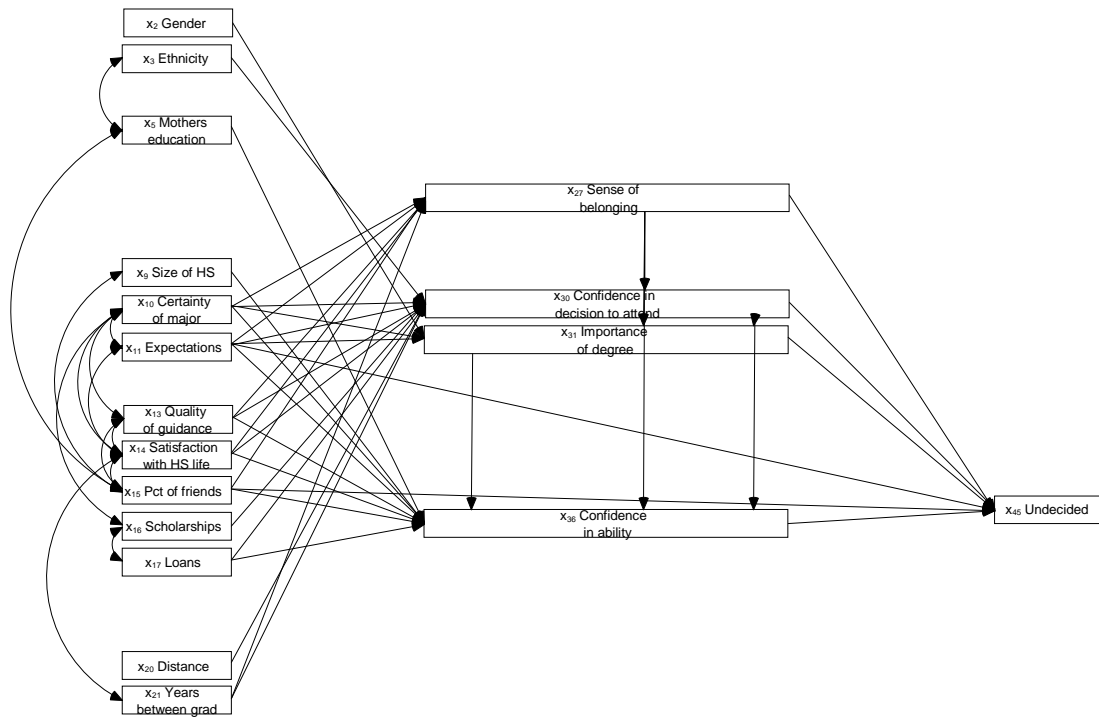 x₂ Gender
x₃ Ethnicity
x₅ Mothers
education
x₉ Size of HS
x₁₀ Certainty
of major
x₁₁ Expectations
x₁₃ Quality
of guidance
x₁₄ Satisfaction
with HS life
x₁₅ Pct of friends
x₁₆ Scholarships
x₁₇ Loans
x₂₀ Distance
x₂₁ Years
between grad
x₂₇ Sense of
belonging
x₃₀ Confidence in
decision to attend
x₃₁ Importance
of degree
x₃₆ Confidence
in ability
x₄₅ Undecided